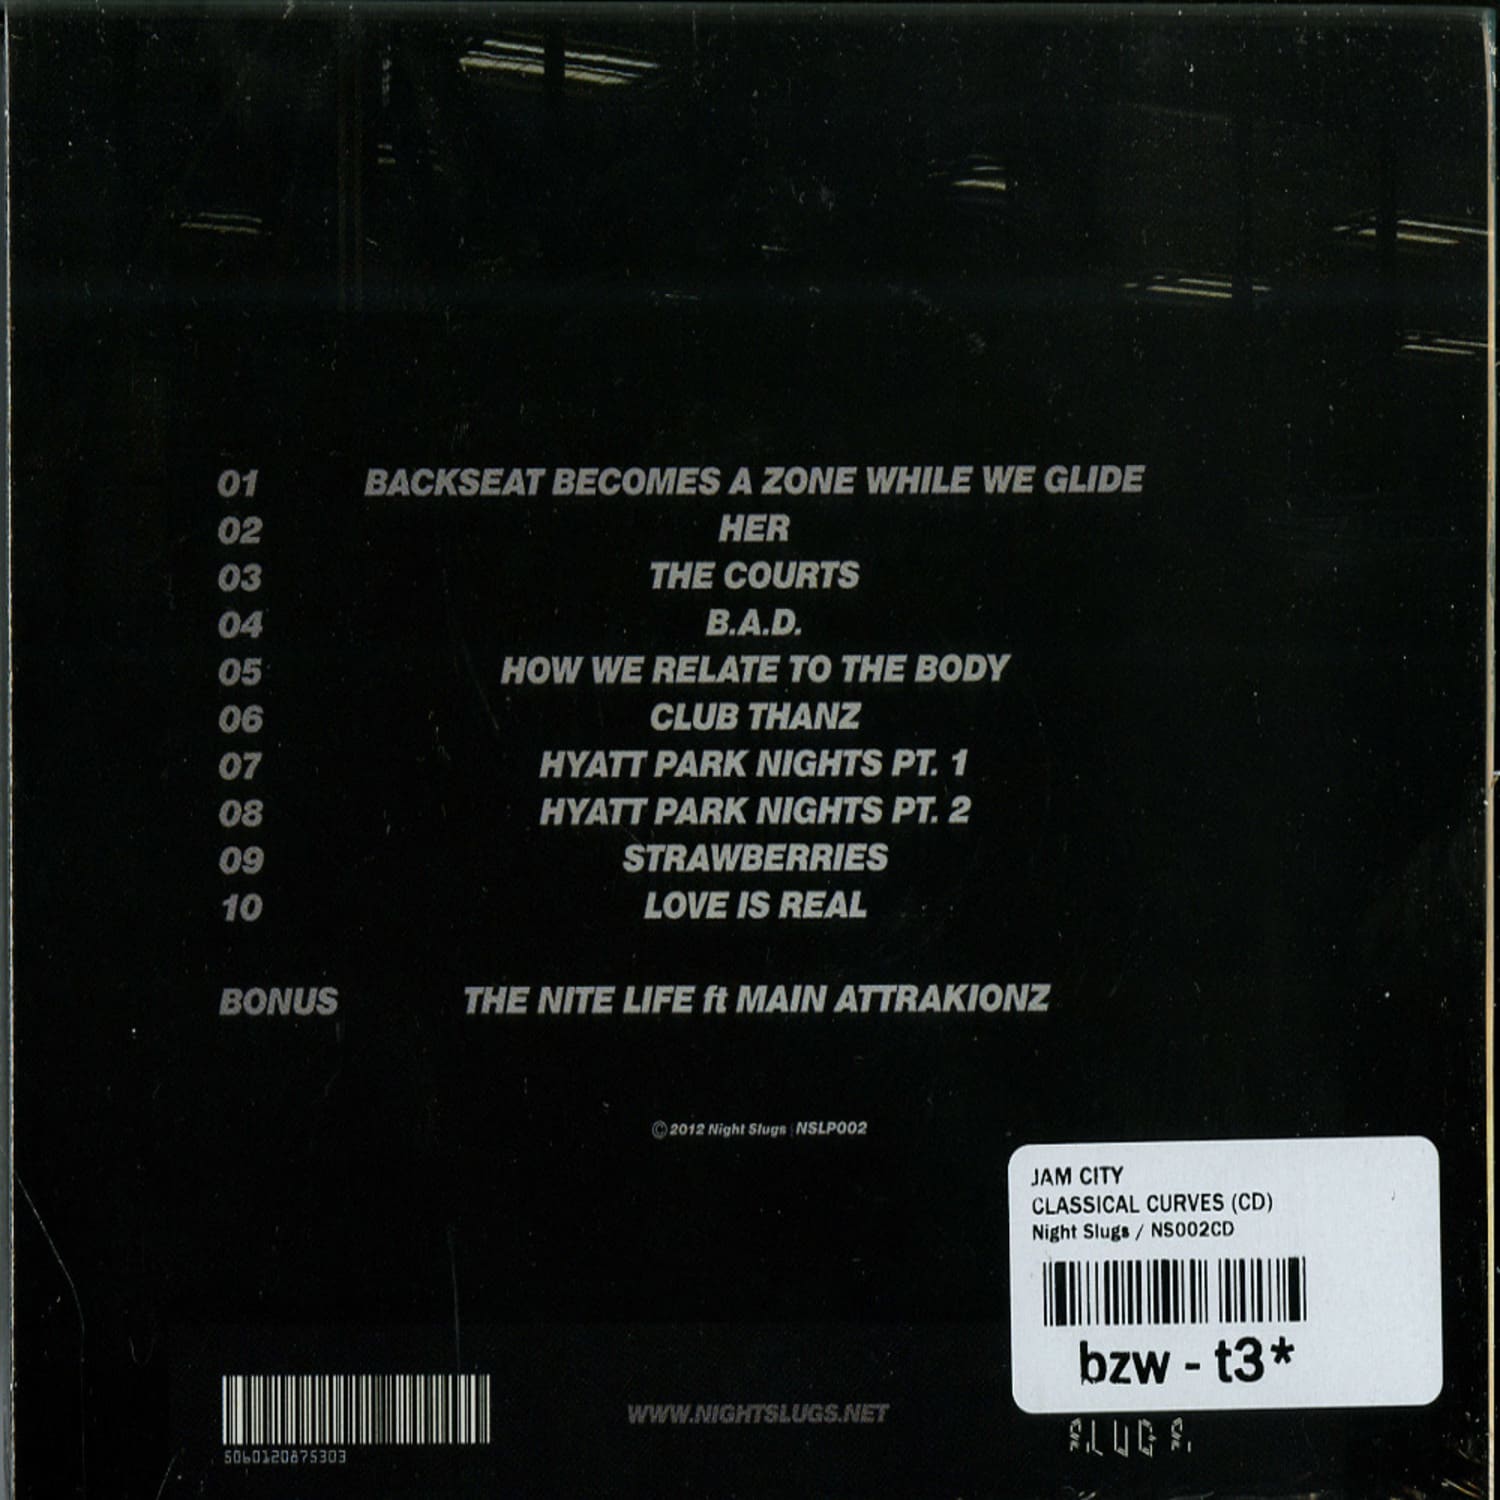 01 BACKSEAT BECOMES A ZONE WHILE WE GLIDE
02 HER
03 THE COURTS
04 B.A.D.
05 HOW WE RELATE TO THE BODY
06 CLUB THANZ
07 HYATT PARK NIGHTS PT. 1
08 HYATT PARK NIGHTS PT. 2
09 STRAWBERRIES
10 LOVE IS REAL
BONUS THE NITE LIFE ft MAIN ATTRAKIONZ
©2012 Night Slugs | NSLP002
JAM CITY
CLASSICAL CURVES (CD)
Night Slugs / NS002CD
bzw - t3*
WWW.NIGHTSLUGS.NET
5060120875303